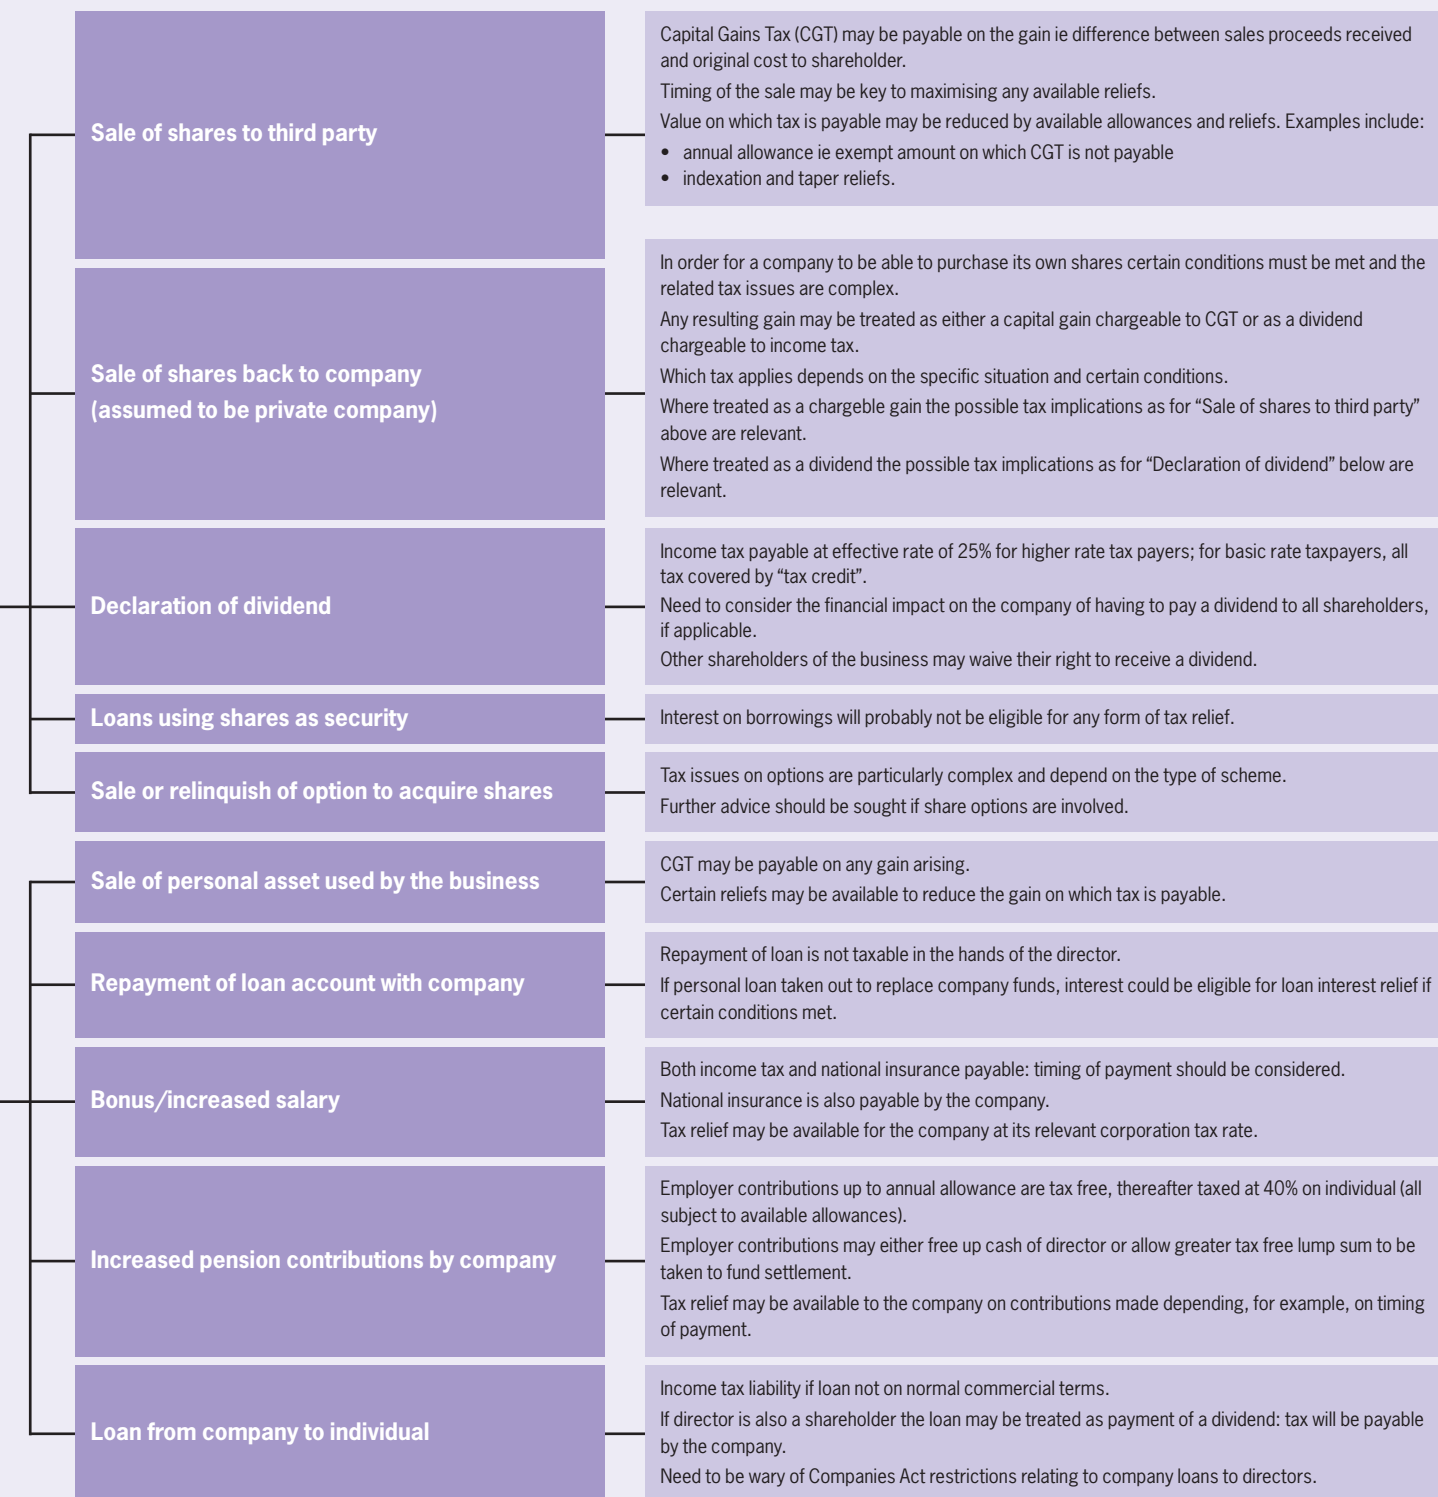 Sale of shares to third party
Capital Gains Tax (CGT) may be payable on the gain ie difference between sales proceeds received
and original cost to shareholder.
Timing of the sale may be key to maximising any available reliefs.
Value on which tax is payable may be reduced by available allowances and reliefs. Examples include:
• annual allowance ie exempt amount on which CGT is not payable
• indexation and taper reliefs.
Sale of shares back to company
(assumed to be private company)
In order for a company to be able to purchase its own shares certain conditions must be met and the
related tax issues are complex.
Any resulting gain may be treated as either a capital gain chargeable to CGT or as a dividend
chargeable to income tax.
Which tax applies depends on the specific situation and certain conditions.
Where treated as a chargeble gain the possible tax implications as for “Sale of shares to third party”
above are relevant.
Where treated as a dividend the possible tax implications as for “Declaration of dividend” below are
relevant.
Declaration of dividend
Income tax payable at effective rate of 25% for higher rate tax payers; for basic rate taxpayers, all
tax covered by “tax credit”.
Need to consider the financial impact on the company of having to pay a dividend to all shareholders,
if applicable.
Other shareholders of the business may waive their right to receive a dividend.
Loans using shares as security
Interest on borrowings will probably not be eligible for any form of tax relief.
Sale or relinquish of option to acquire shares
Tax issues on options are particularly complex and depend on the type of scheme.
Further advice should be sought if share options are involved.
Sale of personal asset used by the business
CGT may be payable on any gain arising.
Certain reliefs may be available to reduce the gain on which tax is payable.
Repayment of loan account with company
Repayment of loan is not taxable in the hands of the director.
If personal loan taken out to replace company funds, interest could be eligible for loan interest relief if
certain conditions met.
Bonus/increased salary
Both income tax and national insurance payable: timing of payment should be considered.
National insurance is also payable by the company.
Tax relief may be available for the company at its relevant corporation tax rate.
Increased pension contributions by company
Employer contributions up to annual allowance are tax free, thereafter taxed at 40% on individual (all
subject to available allowances).
Employer contributions may either free up cash of director or allow greater tax free lump sum to be
taken to fund settlement.
Tax relief may be available to the company on contributions made depending, for example, on timing
of payment.
Loan from company to individual
Income tax liability if loan not on normal commercial terms.
If director is also a shareholder the loan may be treated as payment of a dividend: tax will be payable
by the company.
Need to be wary of Companies Act restrictions relating to company loans to directors.